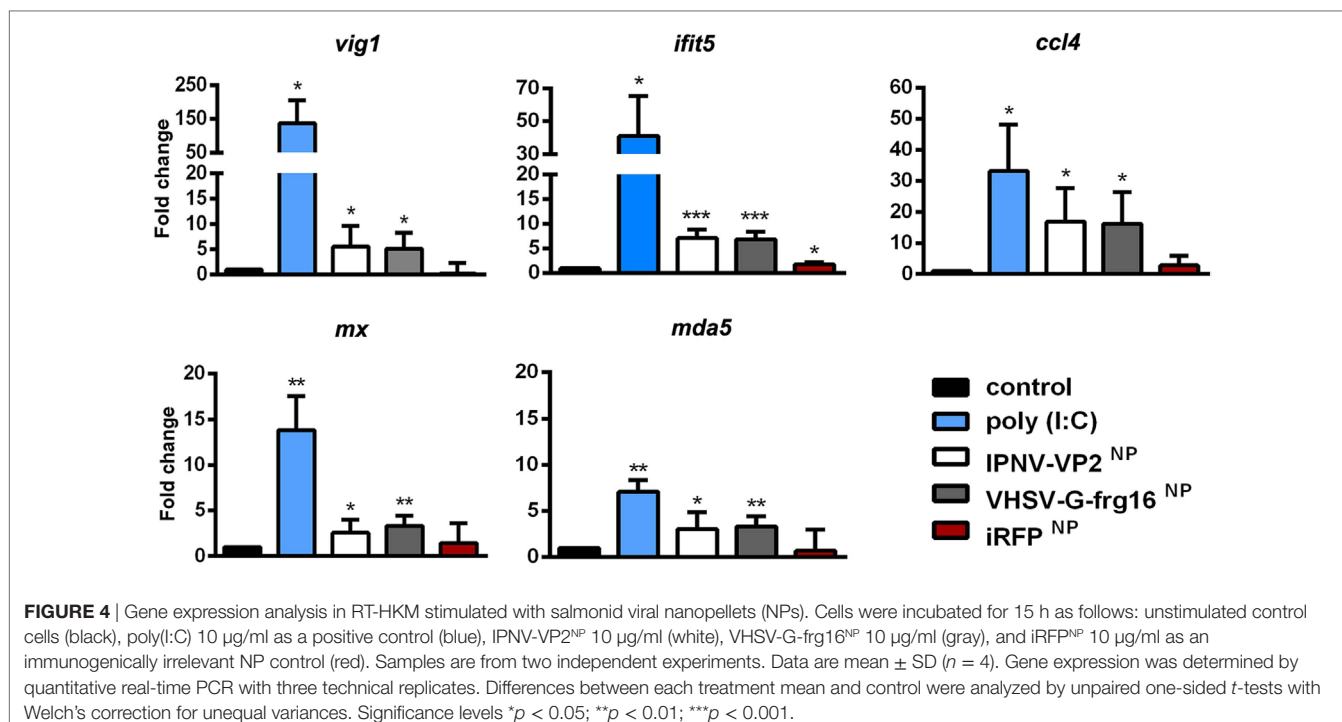 vig1
250
150
50
20
15
10
5
0
Fold change
*
*
*
ifit5
70
50
30
20
15
10
5
0
*
***
***
*
ccl4
60
50
40
30
20
10
0
*
*
*
mx
20
15
10
5
0
Fold change
**
*
**
mda5
20
15
10
5
0
**
*
**
control
poly (I:C)
IPNV-VP2 NP
VHSV-G-frg16 NP
iRFP NP
FIGURE 4 | Gene expression analysis in RT-HKM stimulated with salmonid viral nanopellets (NPs). Cells were incubated for 15 h as follows: unstimulated control
cells (black), poly(I:C) 10 µg/ml as a positive control (blue), IPNV-VP2NP 10 µg/ml (white), VHSV-G-frg16NP 10 µg/ml (gray), and iRFPNP 10 µg/ml as an
immunogenically irrelevant NP control (red). Samples are from two independent experiments. Data are mean ± SD (n = 4). Gene expression was determined by
quantitative real-time PCR with three technical replicates. Differences between each treatment mean and control were analyzed by unpaired one-sided t-tests with
Welch's correction for unequal variances. Significance levels *p < 0.05; **p < 0.01; ***p < 0.001.